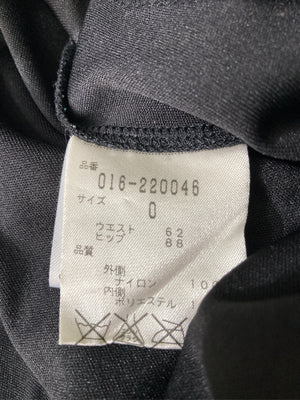 品番
016-220046
サイズ
0
ウエスト 62
ヒップ 88
品質
外側
ナイロン
内側
ポリエステル